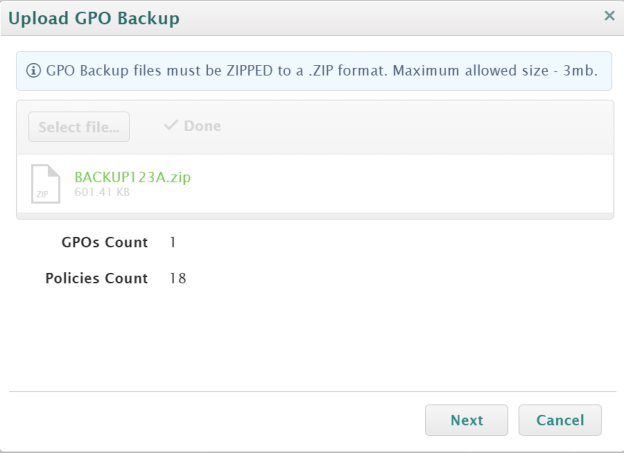 Upload GPO Backup
GPO Backup files must be ZIPPED to a .ZIP format. Maximum allowed size - 3mb.
Select file... Done
BACKUP123A.zip
ZIP 601.41 KB
GPOs Count 1
Policies Count 18
Next Cancel